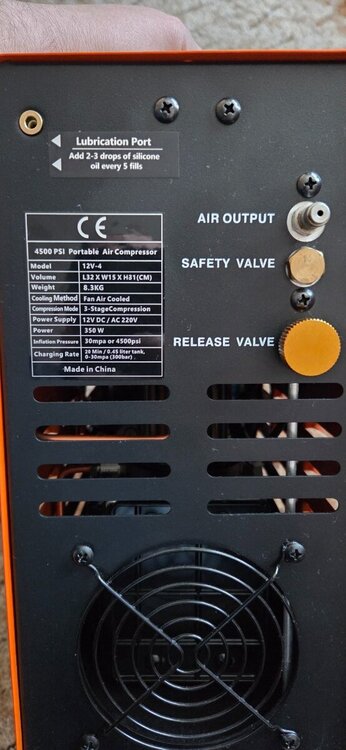 Lubrication Port
Add 2-3 drops of silicone
oil every 5 fills
CE
4500 PSI Portable Air Compressor
Model 12V-4
Volume L32 X W15 X H31(CM)
Weight 8.3KG
Cooling Method Fan Air Cooled
Compression Mode 3-StageCompression
Power Supply 12V DC / AC 220V
Power 350 W
Inflation Pressure 30mpa or 4500psi
Charging Rate 20 Min / 0.45 liter tank,
0-30mpa (300bar)
Made in China
AIR OUTPUT
SAFETY VALVE
RELEASE VALVE